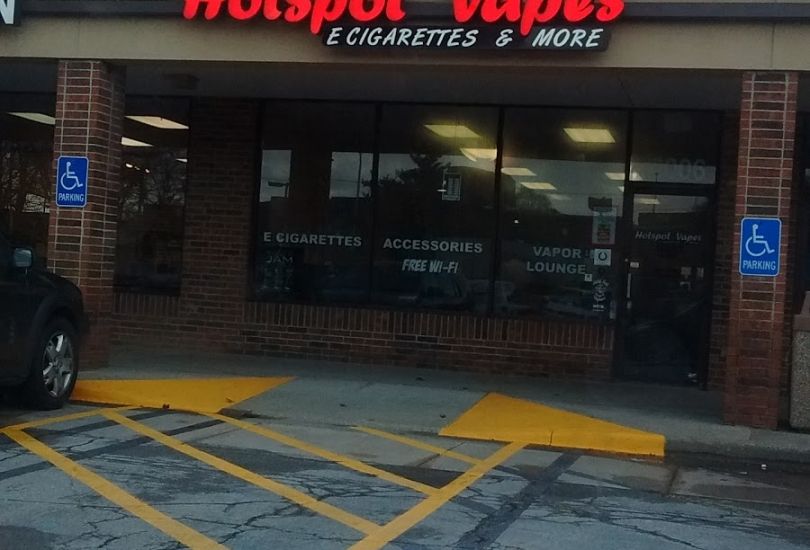 N
Hotspot Vapes
E CIGARETTES & MORE
PARKING
E CIGARETTES
ACCESSORIES
FREE WI-FI
VAPOR
LOUNGE
Hotspot Vapes
PARKING